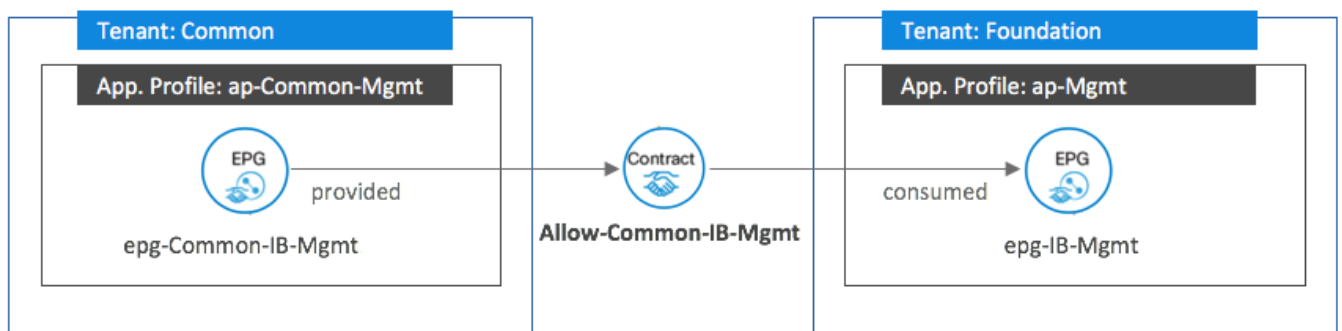 Tenant: Common
App. Profile: ap-Common-Mgmt
EPG
provided
epg-Common-IB-Mgmt
Contract
Allow-Common-IB-Mgmt
Tenant: Foundation
App. Profile: ap-Mgmt
EPG
consumed
epg-IB-Mgmt